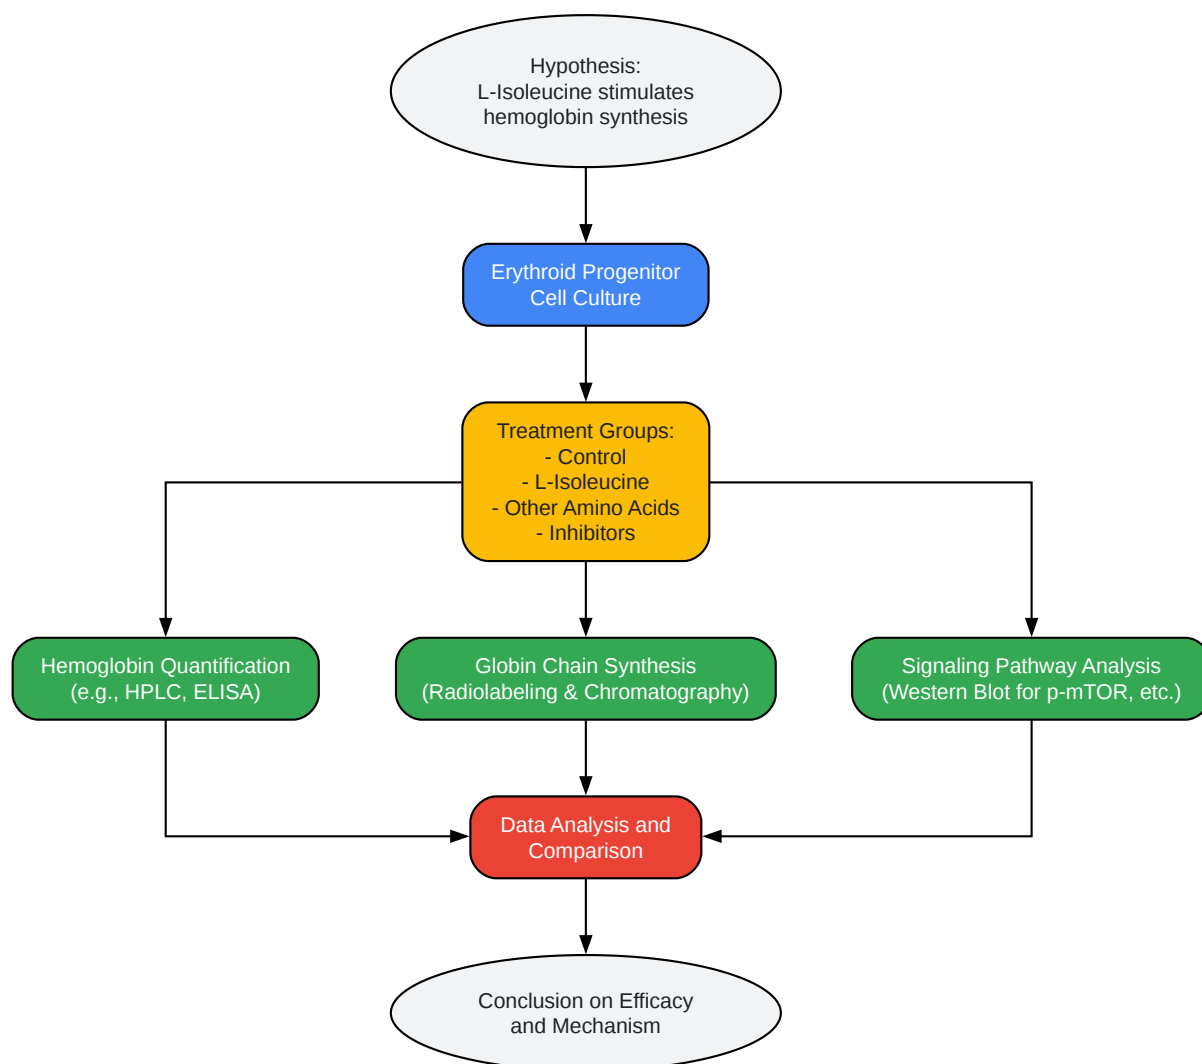 Hypothesis:
L-Isoleucine stimulates
hemoglobin synthesis
Erythroid Progenitor
Cell Culture
Treatment Groups:
- Control
- L-Isoleucine
- Other Amino Acids
- Inhibitors
Hemoglobin Quantification
(e.g., HPLC, ELISA)
Globin Chain Synthesis
(Radiolabeling & Chromatography)
Signaling Pathway Analysis
(Western Blot for p-mTOR, etc.)
Data Analysis and
Comparison
Conclusion on Efficacy
and Mechanism